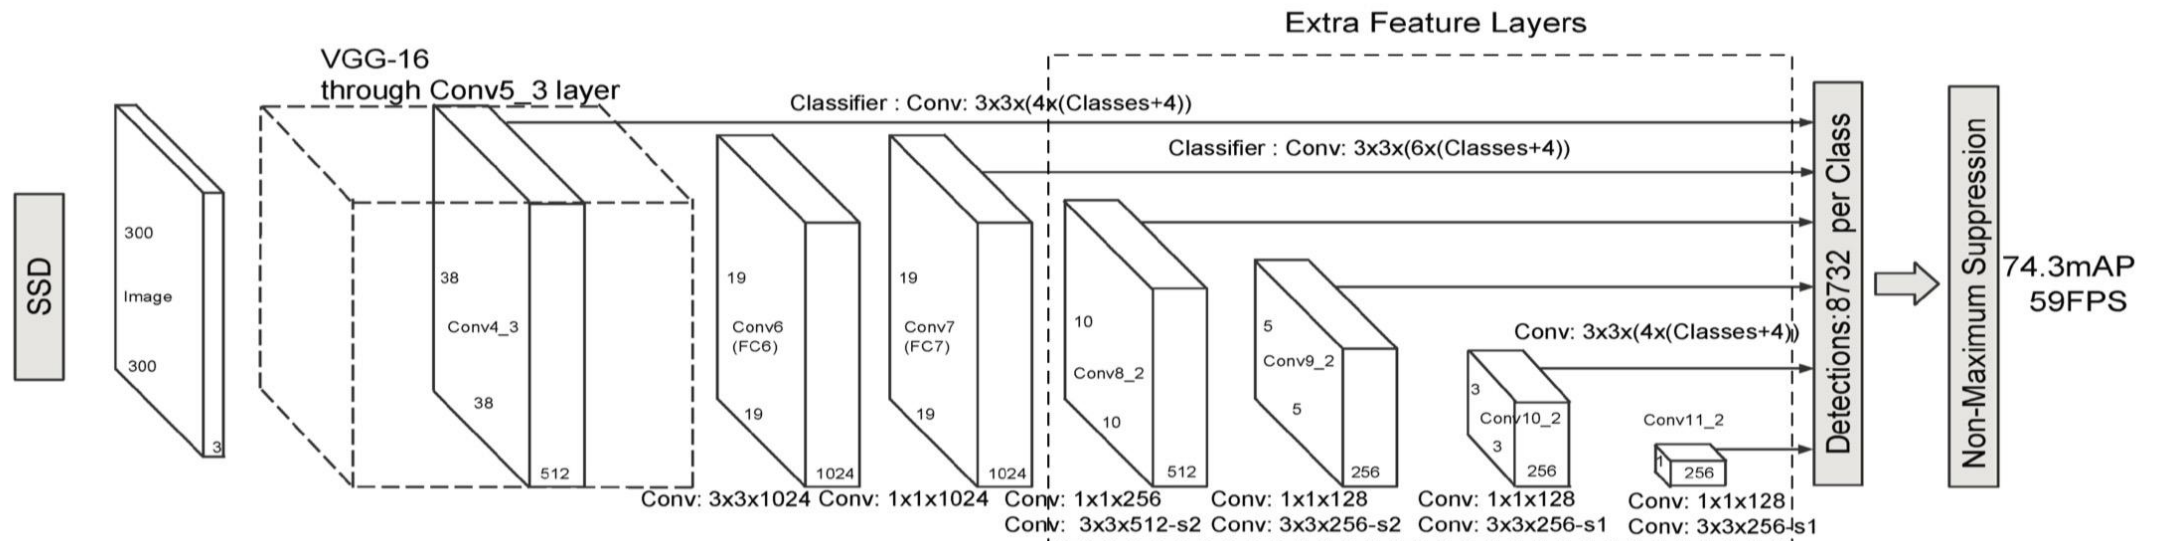 Extra Feature Layers
VGG-16
through Conv5_3 layer
Classifier : Conv: 3x3x(4x(Classes+4))
Classifier : Conv: 3x3x(6x(Classes+4))
SSD
300
Image
300
3
38
Conv4_3
38
512
19
Conv6
(FC6)
19
1024
19
Conv7
(FC7)
19
1024
10
Conv8_2
10
512
5
Conv9_2
5
256
Conv: 3x3x(4x(Classes+4))
3
Conv10_2
3
256
Conv11_2
1
256
Conv: 3x3x1024
Conv: 1x1x1024
Conv: 1x1x256
Conv: 3x3x512-s2
Conv: 1x1x128
Conv: 3x3x256-s2
Conv: 1x1x128
Conv: 3x3x256-s1
Conv: 1x1x128
Conv: 3x3x256-s1
Detections:8732 per Class
Non-Maximum Suppression
74.3mAP
59FPS